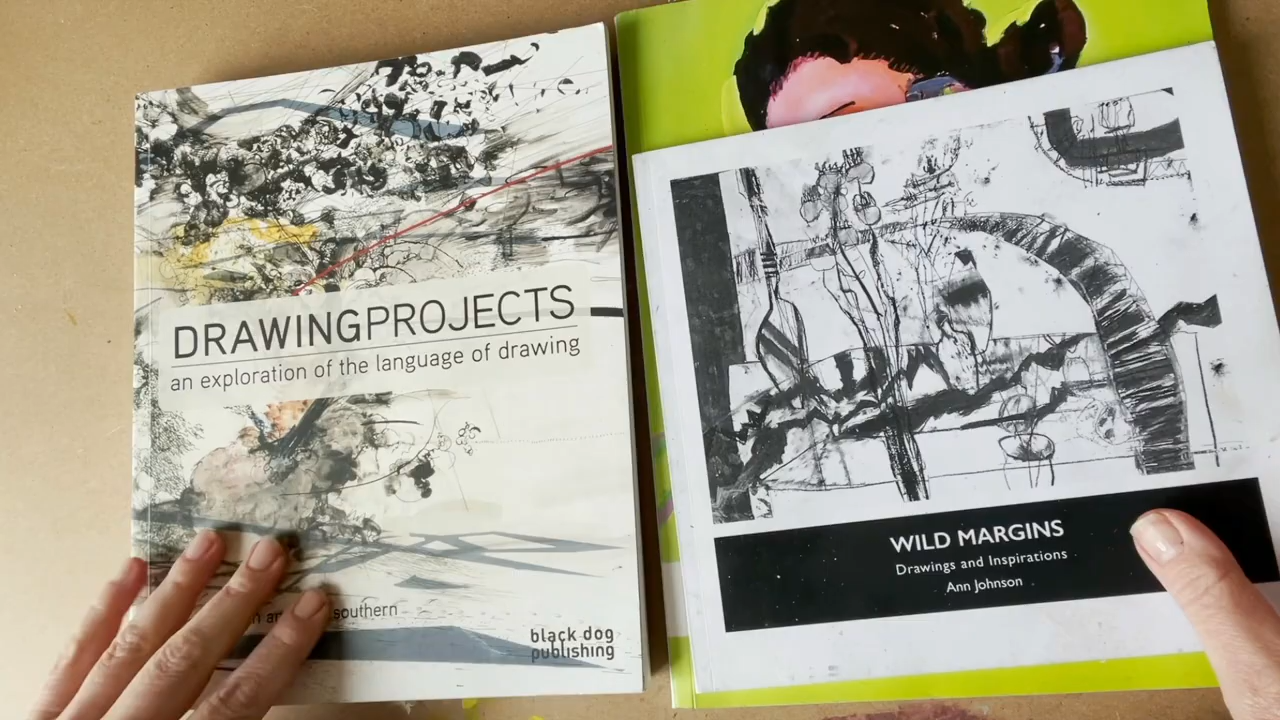 DRAWINGPROJECTS
an exploration of the language of drawing
southern
black dog
publishing
WILD MARGINS
Drawings and Inspirations
Ann Johnson